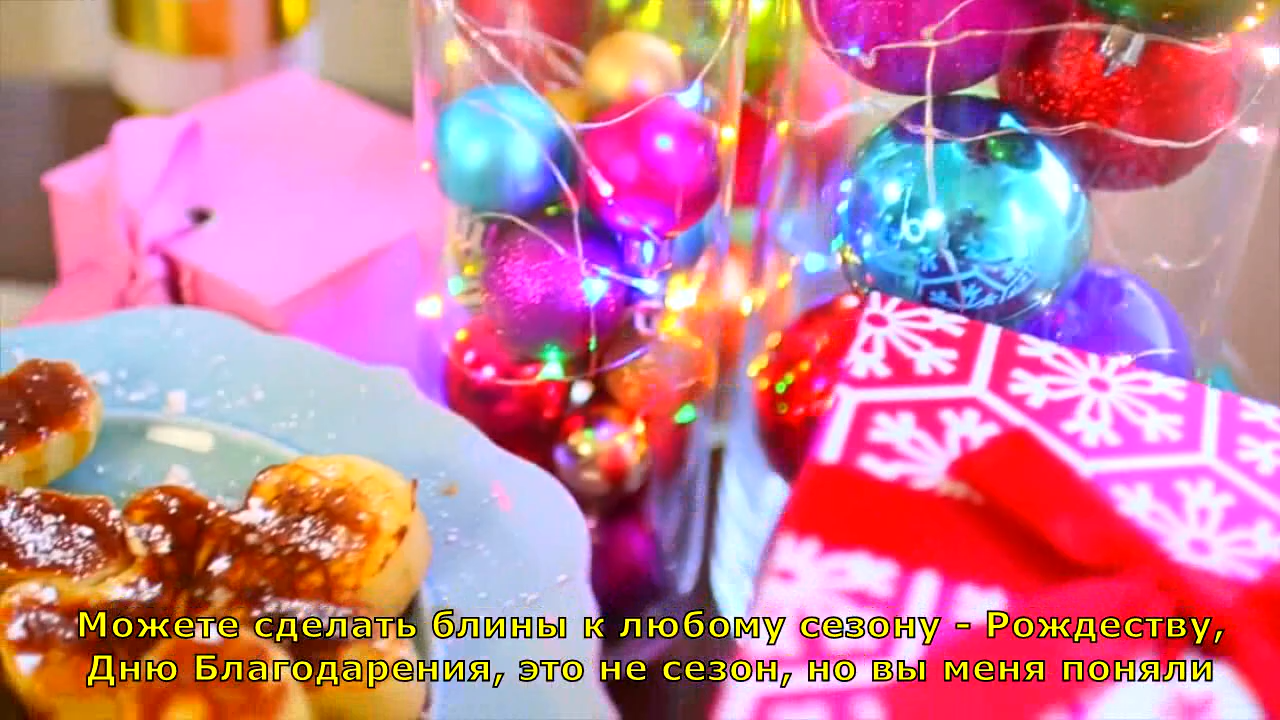 Можете сделать блины к любому сезону - Рождеству,
Дню Благодарения, это не сезон, но вы меня поняли